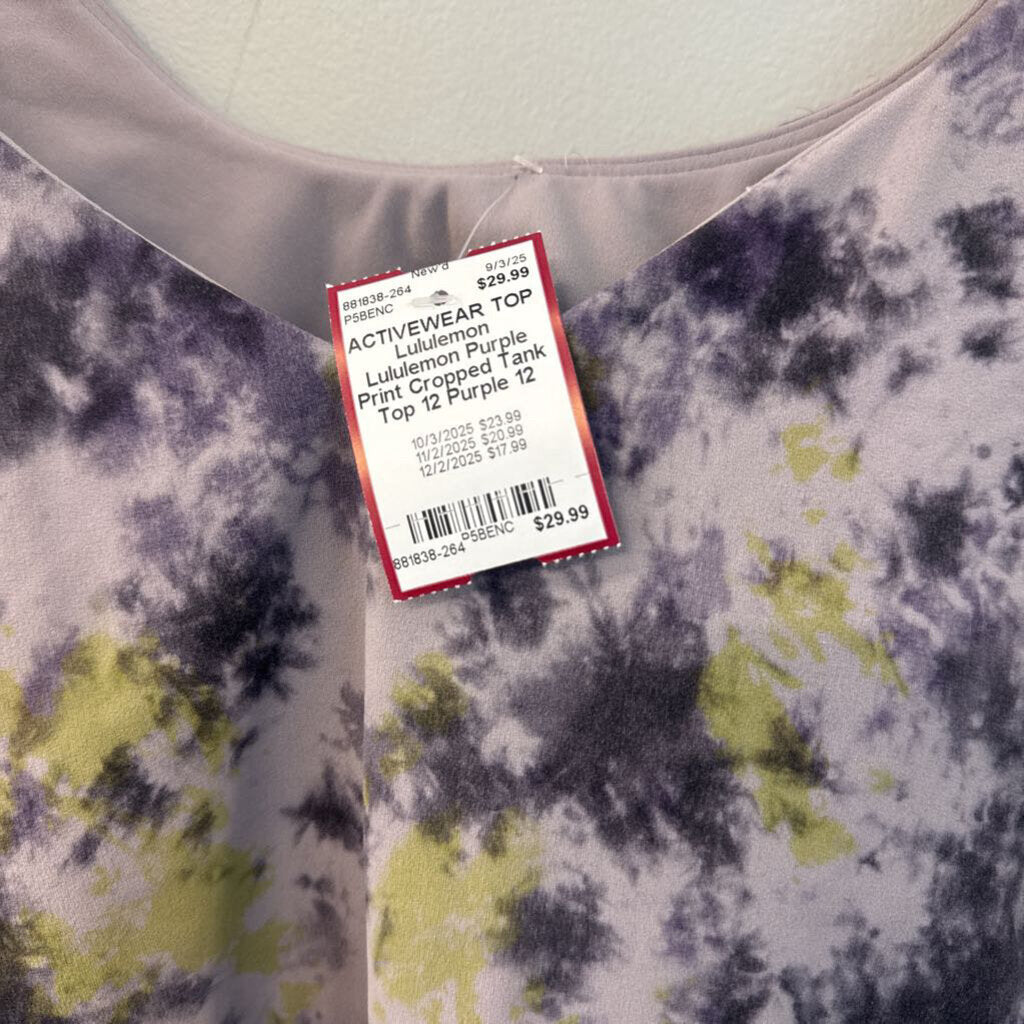 New'd 9/3/25
881838-264 $29.99
P5BENC
ACTIVEWEAR TOP
Lululemon
Lululemon Purple
Print Cropped Tank
Top 12 Purple 12
10/3/2025 $23.99
11/2/2025 $20.99
12/2/2025 $17.99
881838-264 P5BENC $29.99